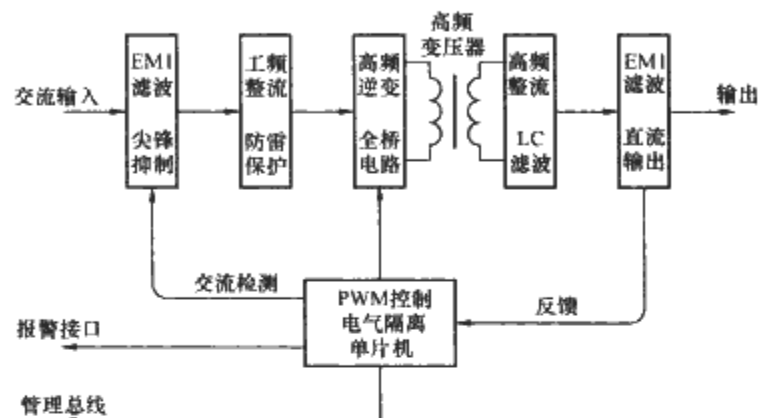 交流输入
EMI
滤波
尖锋
抑制
工频
整流
防雷
保护
高频
逆变
全桥
电路
高频
变压器
高频
整流
LC
滤波
EMI
滤波
直流
输出
输出
交流检测
PWM控制
电气隔离
单片机
反馈
报警接口
管理总线